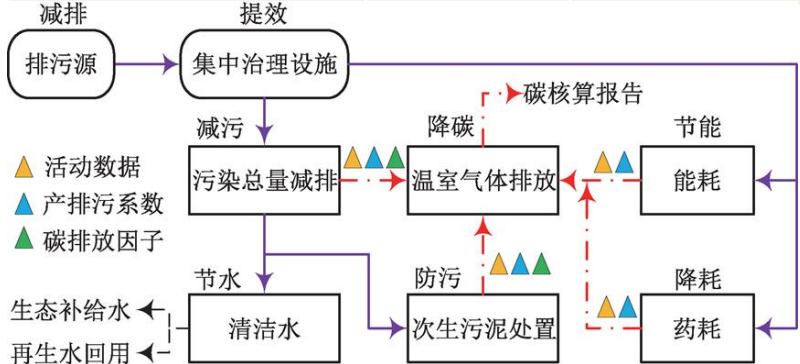 减排
提效
排污源
集中治理设施
碳核算报告
减污
降碳
节能
活动数据
产排污系数
碳排放因子
污染总量减排
温室气体排放
能耗
节水
防污
降耗
生态补给水
再生水回用
清洁水
次生污泥处置
药耗